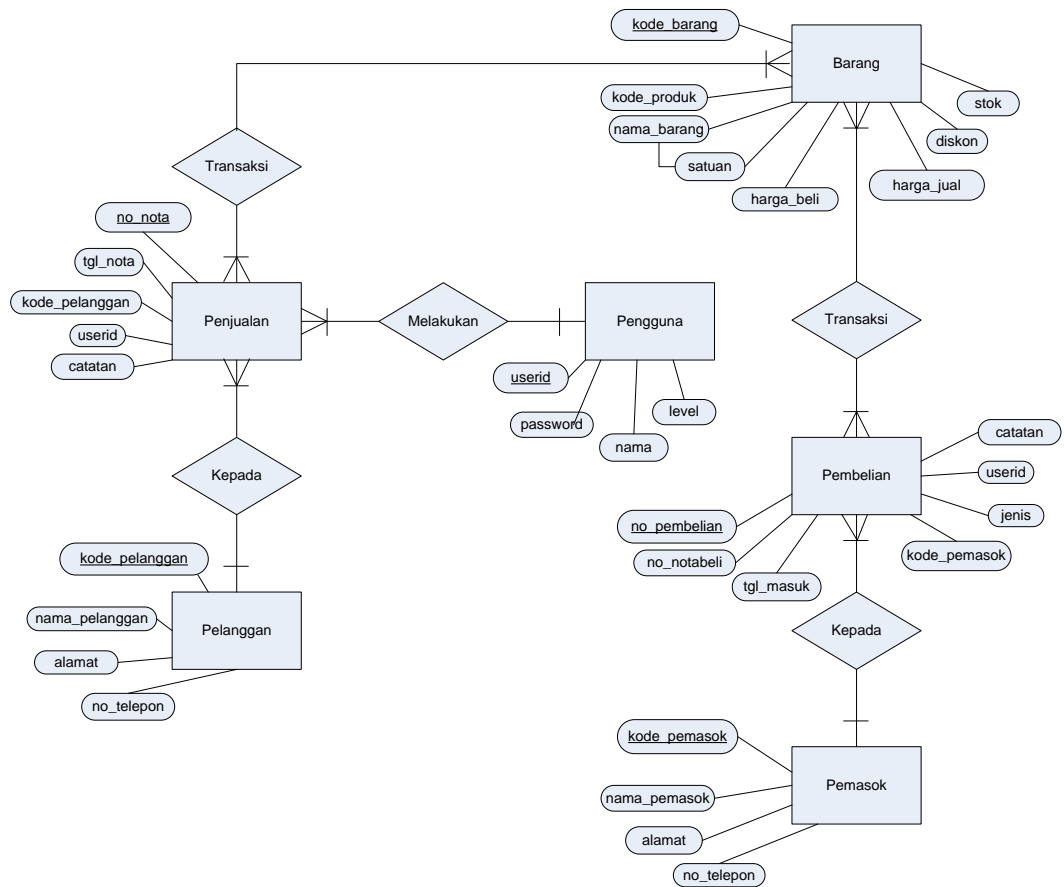 kode_barang
Barang
kode_produk
stok
nama_barang
diskon
satuan
harga_beli
harga_jual
Transaksi
no_nota
tgl_nota
kode_pelanggan
Penjualan
userid
catatan
Melakukan
Pengguna
userid
password
nama
level
Transaksi
Kepada
Pembelian
catatan
userid
jenis
kode_pemasok
no_pembelian
no_notabeli
tgl_masuk
kode_pelanggan
nama_pelanggan
Pelanggan
alamat
no_telepon
Kepada
kode_pemasok
Pemasok
nama_pemasok
alamat
no_telepon